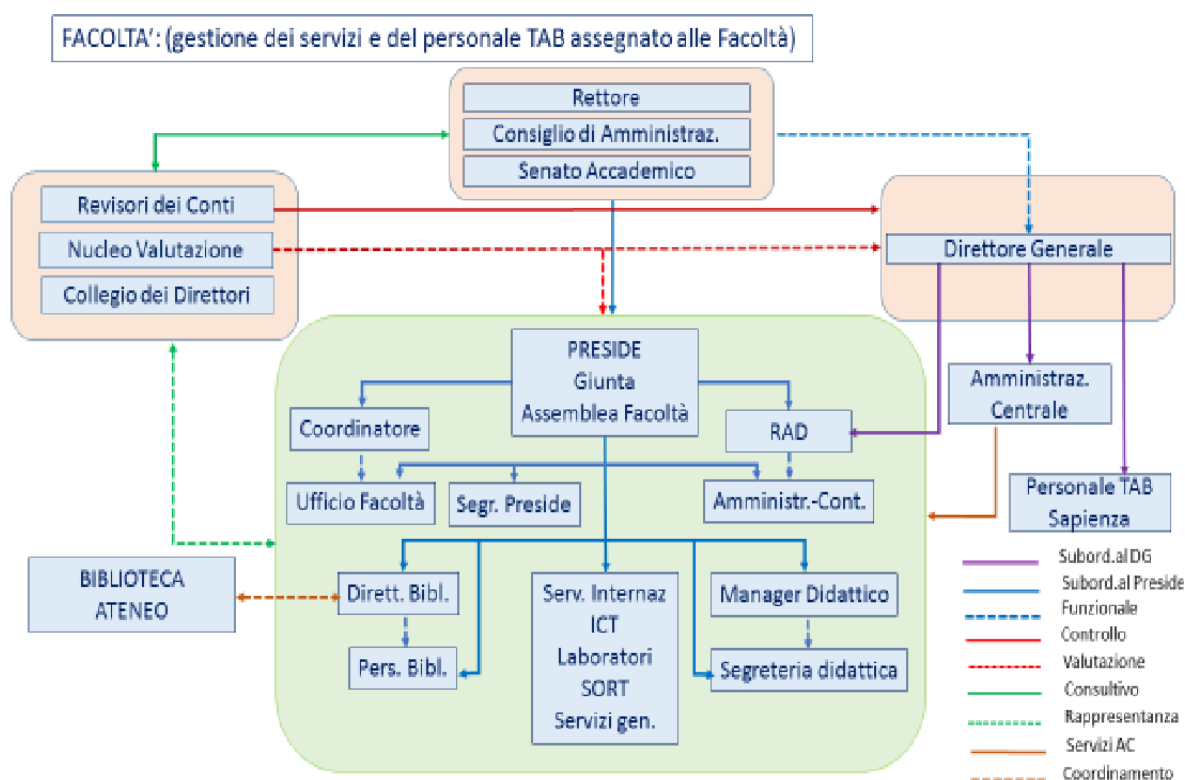 FACOLTA’: (gestione dei servizi e del personale TAB assegnato alle Facoltà)
Rettore
Consiglio di Amministraz.
Senato Accademico
Revisori dei Conti
Nucleo Valutazione
Collegio dei Direttori
Direttore Generale
PRESIDE
Giunta
Assemblea Facoltà
Coordinatore
RAD
Amministraz.
Centrale
Ufficio Facoltà
Segr. Preside
Amministr.-Cont.
Personale TAB
Sapienza
BIBLIOTECA
ATENEO
Dirett. Bibl.
Pers. Bibl.
Serv. Internaz
ICT
Laboratori
SORT
Servizi gen.
Manager Didattico
Segreteria didattica
Subord.al DG
Subord.al Preside
Funzionale
Controllo
Valutazione
Consultivo
Rappresentanza
Servizi AC
Coordinamento